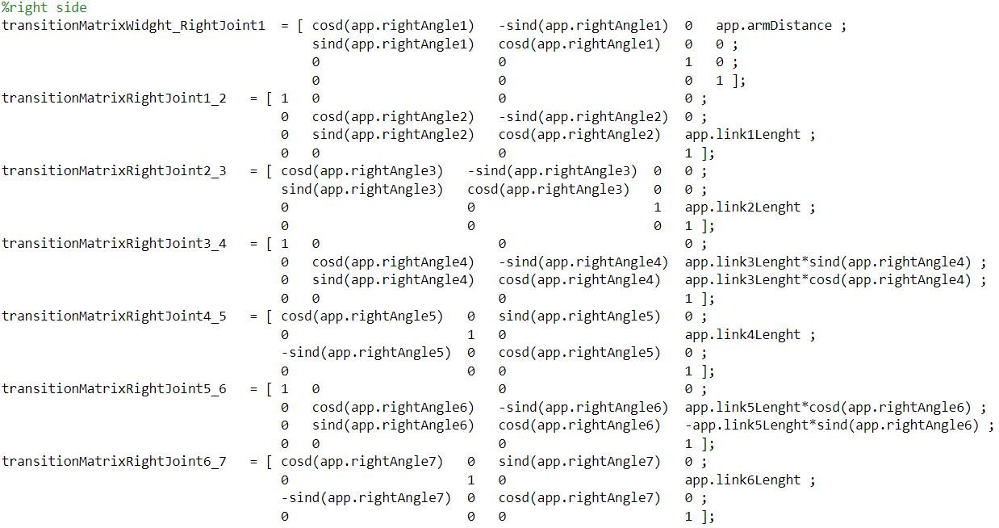 %right side
transitionMatrixWidght_RightJoint1 = [ cosd(app.rightAngle1) -sind(app.rightAngle1) 0 app.armDistance ;
sind(app.rightAngle1) cosd(app.rightAngle1) 0 0 ;
0 0 1 0 ;
0 0 0 1 ];
transitionMatrixRightJoint1_2 = [ 1 0 0 0 ;
0 cosd(app.rightAngle2) -sind(app.rightAngle2) 0 ;
0 sind(app.rightAngle2) cosd(app.rightAngle2) app.link1Lenght ;
0 0 0 1 ];
transitionMatrixRightJoint2_3 = [ cosd(app.rightAngle3) -sind(app.rightAngle3) 0 0 ;
sind(app.rightAngle3) cosd(app.rightAngle3) 0 0 ;
0 0 1 app.link2Lenght ;
0 0 0 1 ];
transitionMatrixRightJoint3_4 = [ 1 0 0 0 ;
0 cosd(app.rightAngle4) -sind(app.rightAngle4) app.link3Lenght*sind(app.rightAngle4) ;
0 sind(app.rightAngle4) cosd(app.rightAngle4) app.link3Lenght*cosd(app.rightAngle4) ;
0 0 0 1 ];
transitionMatrixRightJoint4_5 = [ cosd(app.rightAngle5) 0 sind(app.rightAngle5) 0 ;
0 1 0 app.link4Lenght ;
-sind(app.rightAngle5) 0 cosd(app.rightAngle5) 0 ;
0 0 0 1 ];
transitionMatrixRightJoint5_6 = [ 1 0 0 0 ;
0 cosd(app.rightAngle6) -sind(app.rightAngle6) app.link5Lenght*cosd(app.rightAngle6) ;
0 sind(app.rightAngle6) cosd(app.rightAngle6) -app.link5Lenght*sind(app.rightAngle6) ;
0 0 0 1 ];
transitionMatrixRightJoint6_7 = [ cosd(app.rightAngle7) 0 sind(app.rightAngle7) 0 ;
0 1 0 app.link6Lenght ;
-sind(app.rightAngle7) 0 cosd(app.rightAngle7) 0 ;
0 0 0 1 ];